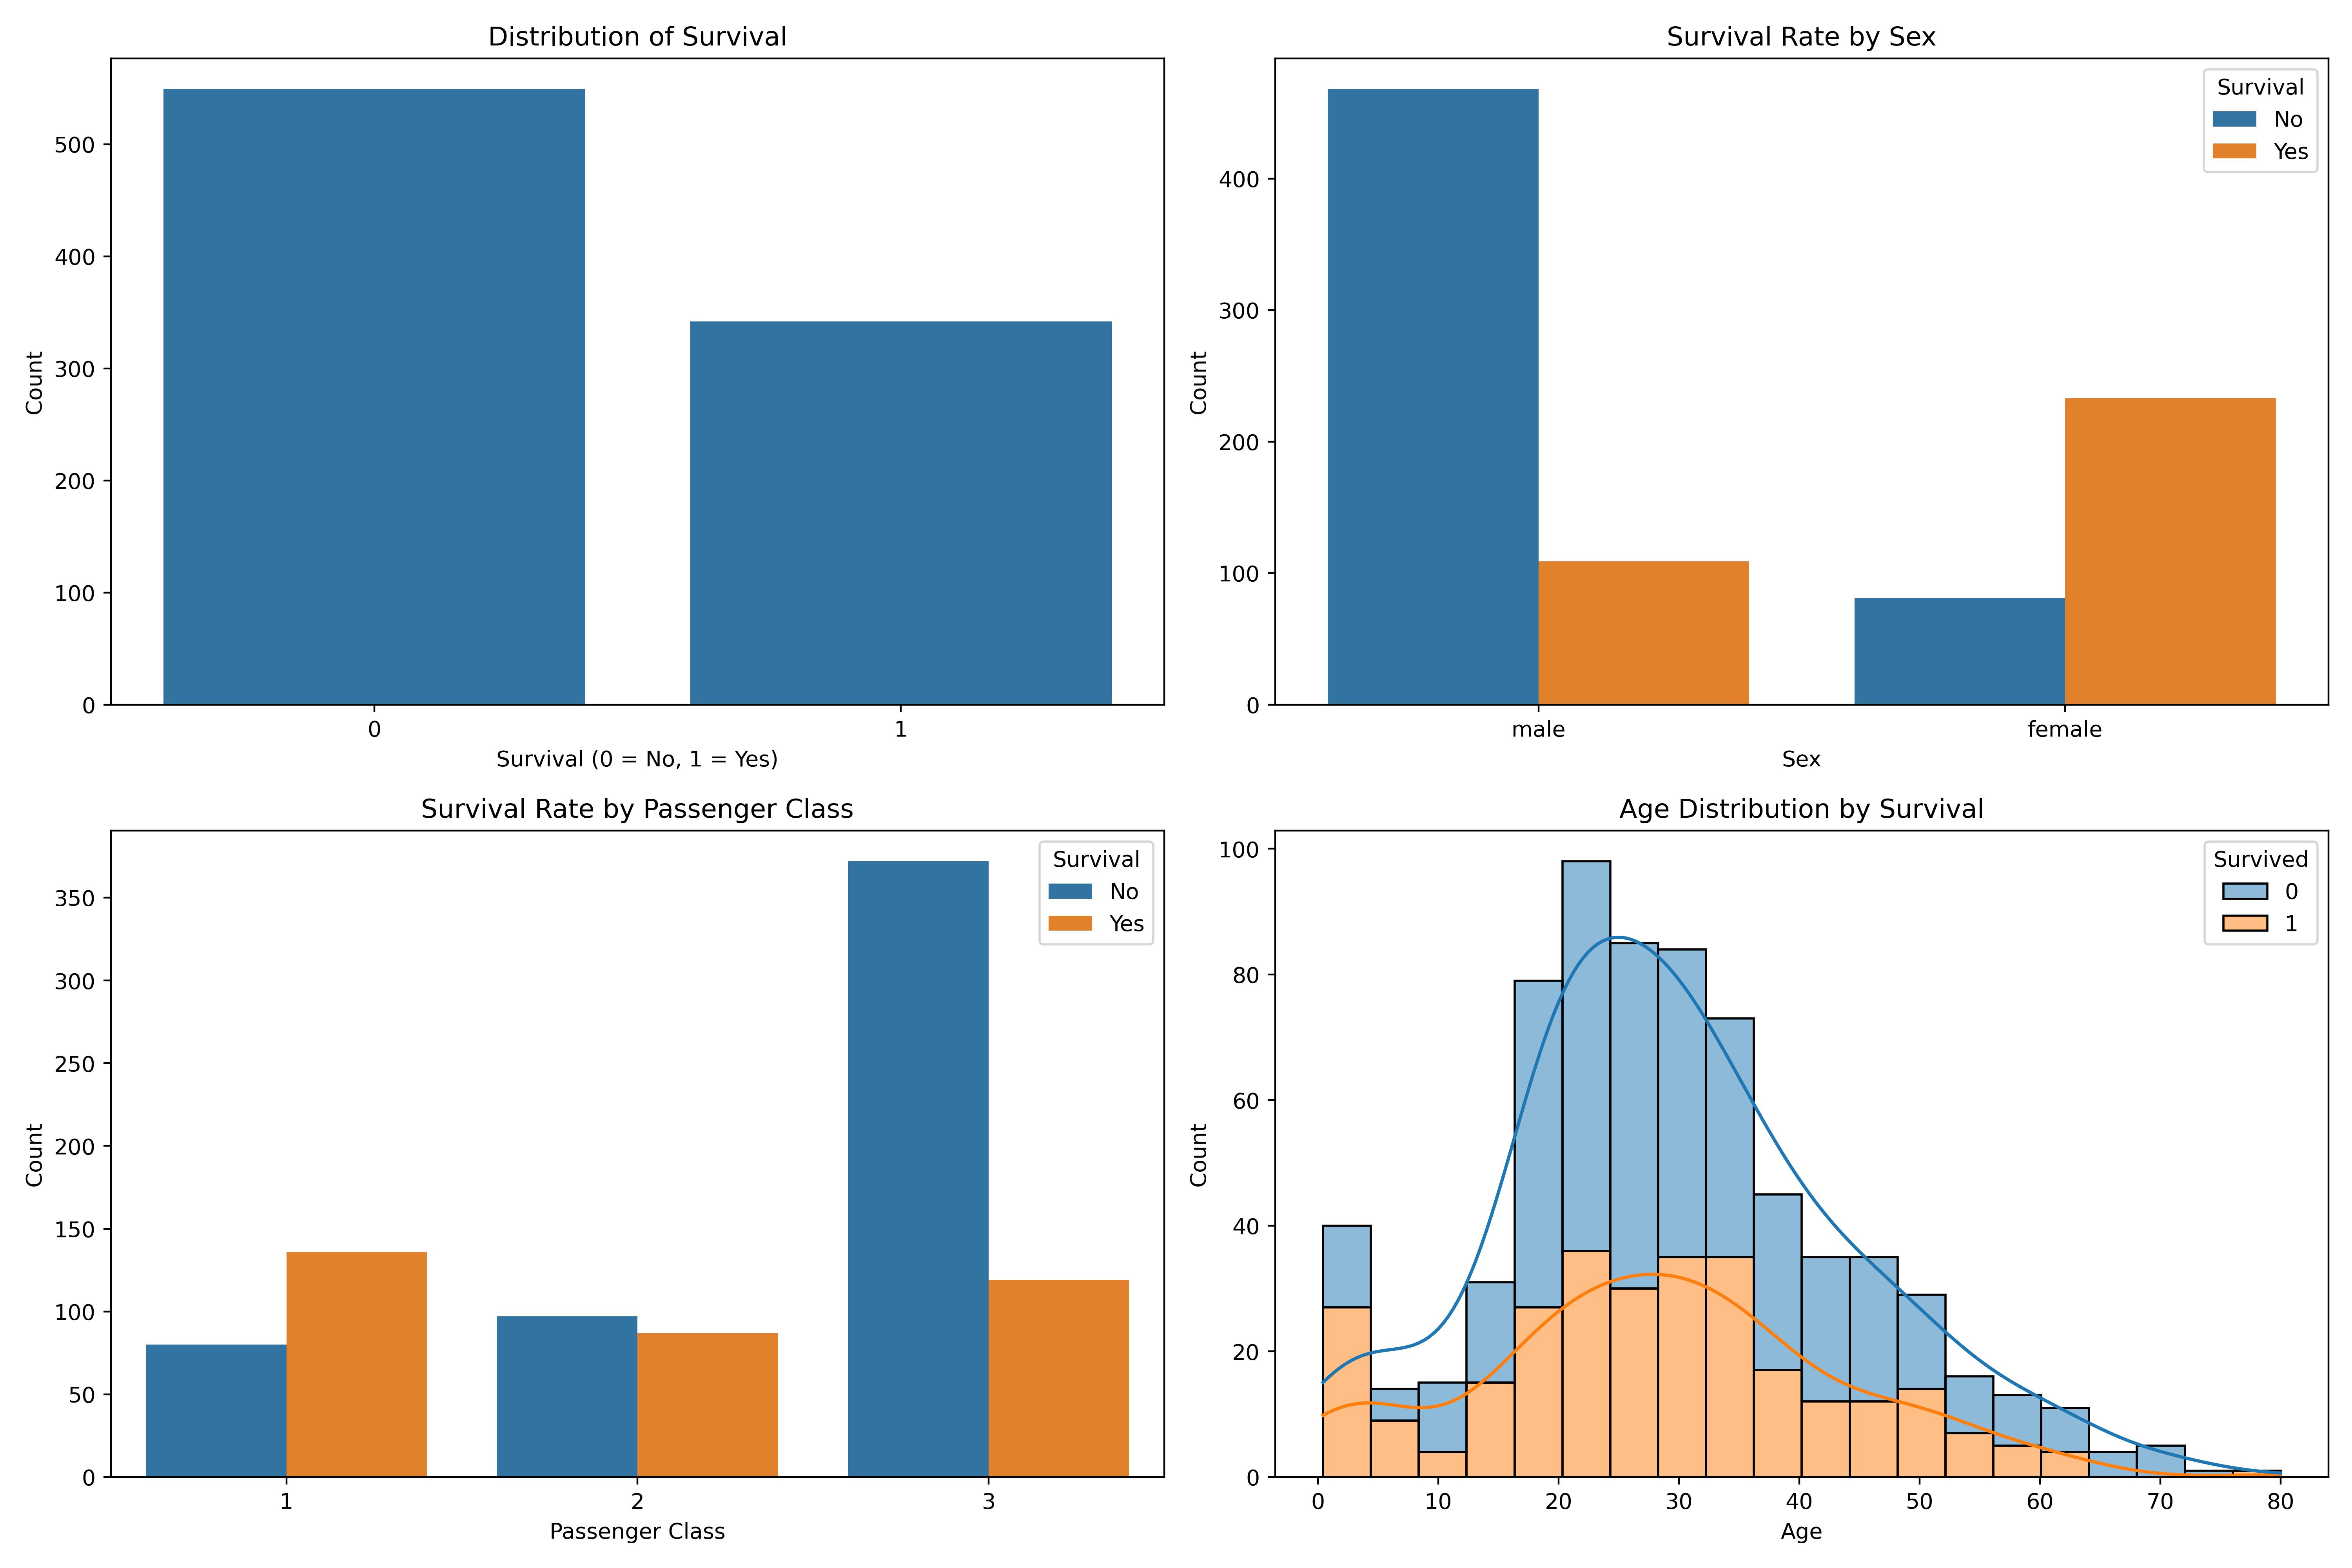 Distribution of Survival
Count
500
400
300
200
100
0
0 1
Survival (0 = No, 1 = Yes)
Survival Rate by Sex
Survival
No
Yes
Count
400
300
200
100
0
male female
Sex
Survival Rate by Passenger Class
Survival
No
Yes
Count
350
300
250
200
150
100
50
0
1 2 3
Passenger Class
Age Distribution by Survival
Survived
0
1
Count
100
80
60
40
20
0
0 10 20 30 40 50 60 70 80
Age